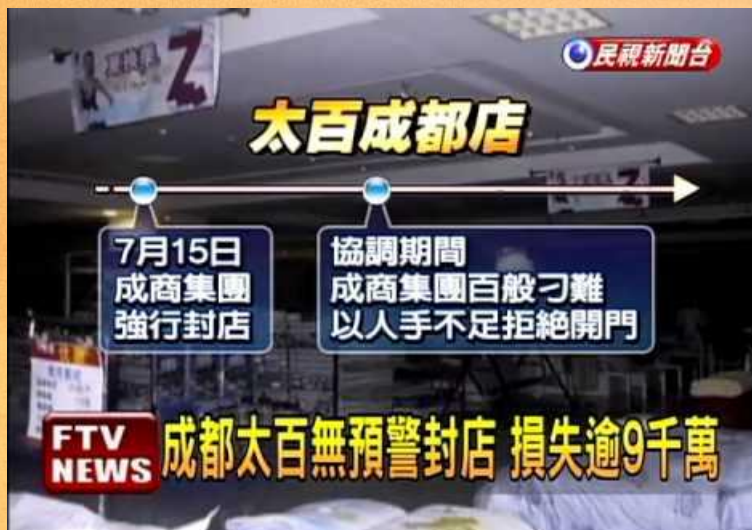 民視新聞台
太百成都店
7月15日
成商集團
強行封店
協調期間
成商集團百般刁難
以人手不足拒絕開門
FTV
NEWS
成都太百無預警封店 損失逾9千萬